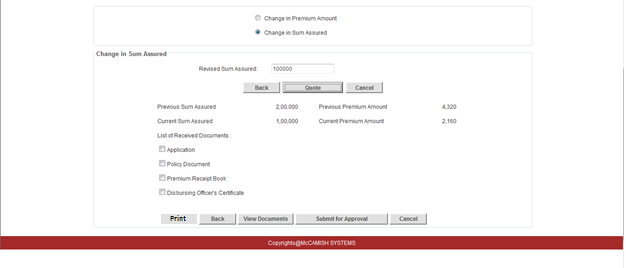 Change in Premium Amount
Change in Sum Assured
Change in Sum Assured
Revised Sum Assured: 100000
Back Quote Cancel
Previous Sum Assured 2,00,000 Previous Premium Amount 4,320
Current Sum Assured 1,00,000 Current Premium Amount 2,160
List of Received Documents :
Application
Policy Document
Premium Receipt Book
Disbursing Officer's Certificate
Print Back View Documents Submit for Approval Cancel
Copyrights@McCAMISH SYSTEMS